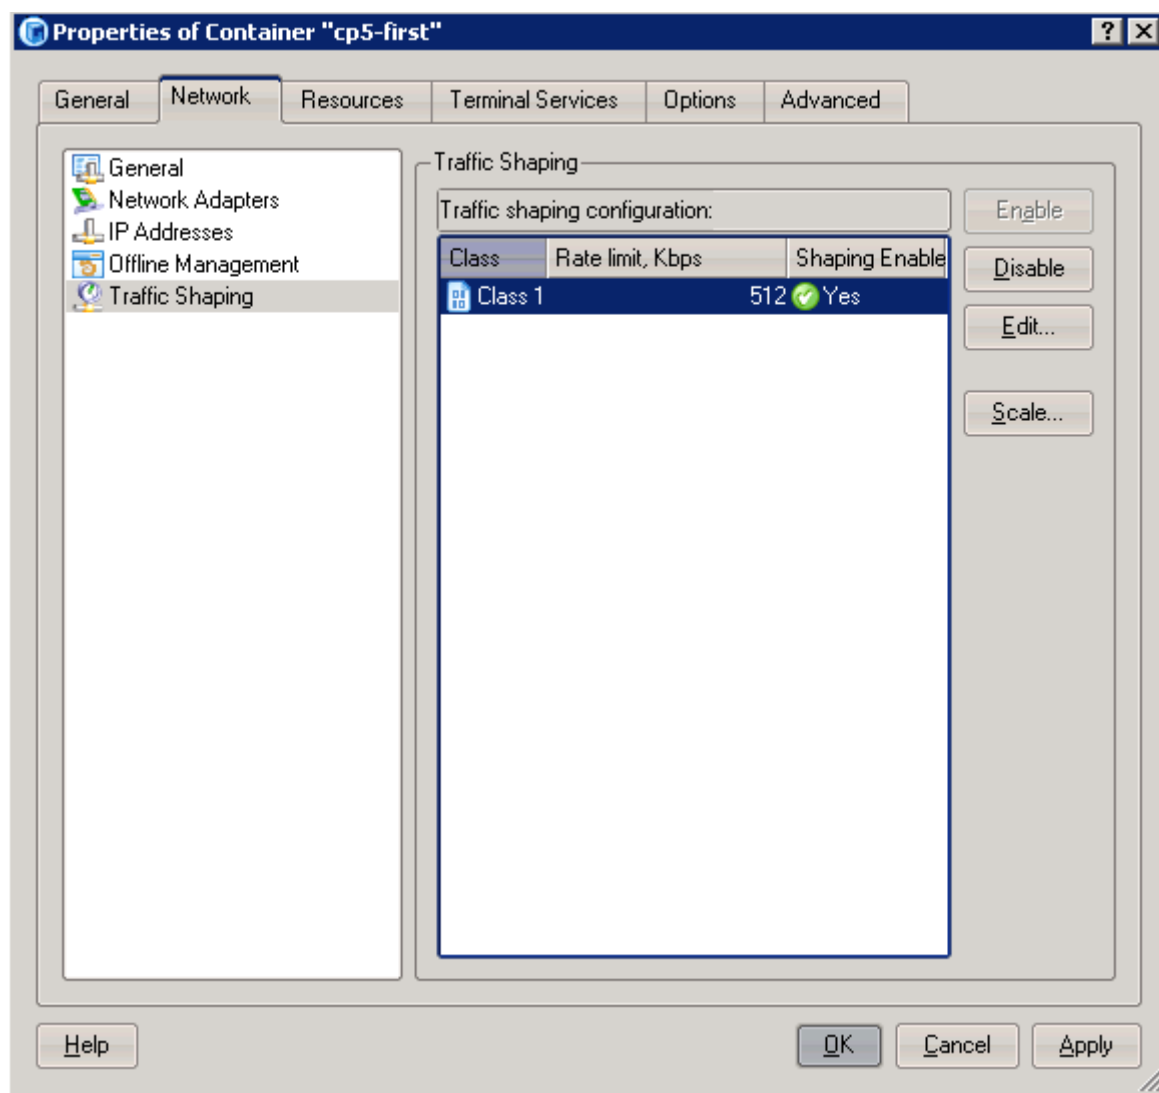 Properties of Container "cp5-first"
General Network Resources Terminal Services Options Advanced
General
Network Adapters
IP Addresses
Offline Management
Traffic Shaping
Traffic Shaping
Traffic shaping configuration:
Class Rate limit, Kbps Shaping Enable
Class 1 512 Yes
Enable
Disable
Edit...
Scale...
Help OK Cancel Apply